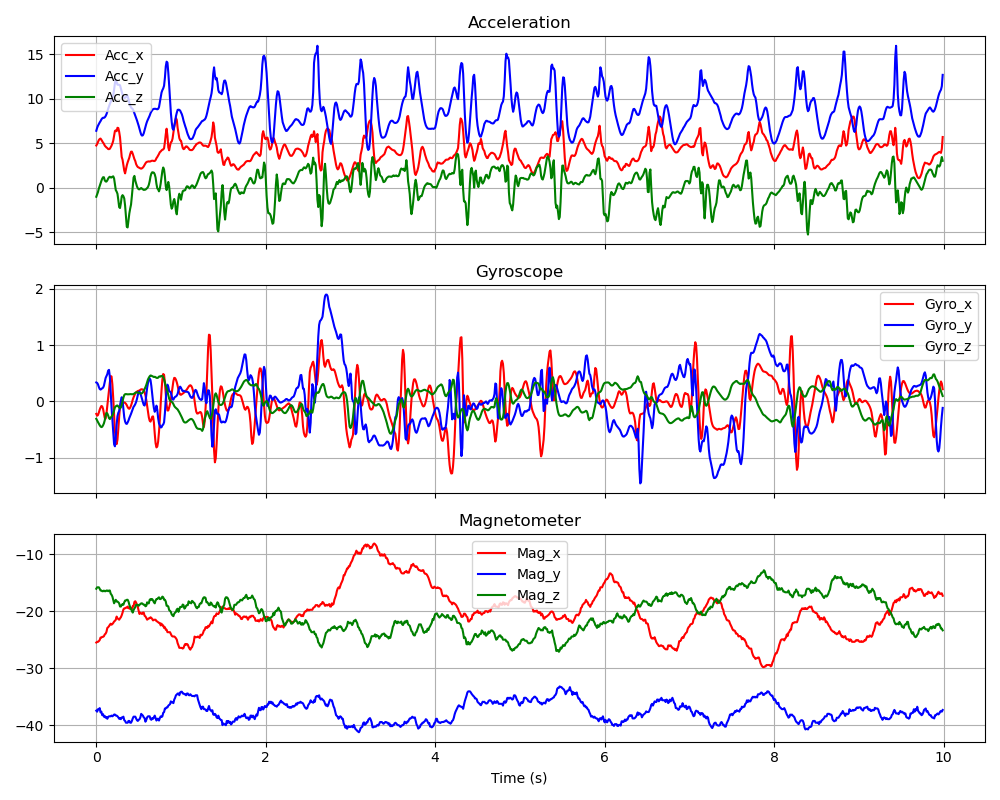 Acceleration
Acc_x
Acc_y
Acc_z
15
10
5
0
−5
Gyroscope
Gyro_x
Gyro_y
Gyro_z
2
1
0
−1
Magnetometer
Mag_x
Mag_y
Mag_z
−10
−20
−30
−40
0 2 4 6 8 10
Time (s)